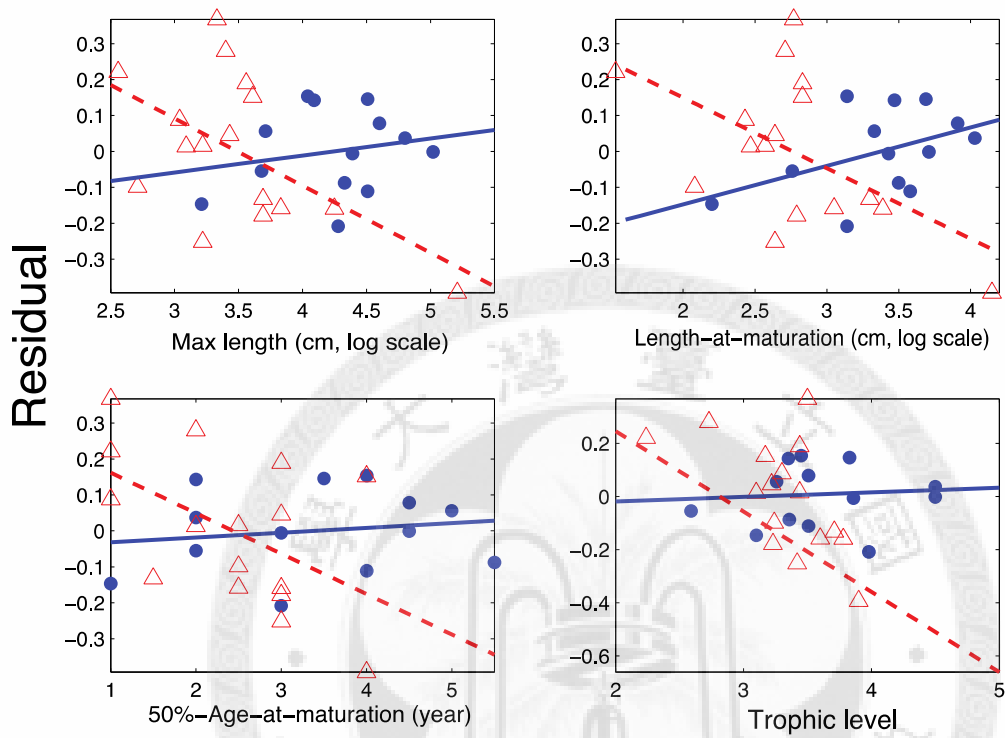 Residual
0.3
0.2
0.1
0
−0.1
−0.2
−0.3
2.5 3 3.5 4 4.5 5 5.5
Max length (cm, log scale)
0.3
0.2
0.1
0
−0.1
−0.2
−0.3
2 2.5 3 3.5 4
Length−at−maturation (cm, log scale)
0.3
0.2
0.1
0
−0.1
−0.2
−0.3
1 2 3 4 5
50%−Age−at−maturation (year)
0.2
0
−0.2
−0.4
−0.6
2 3 4 5
Trophic level
大 灣 臺